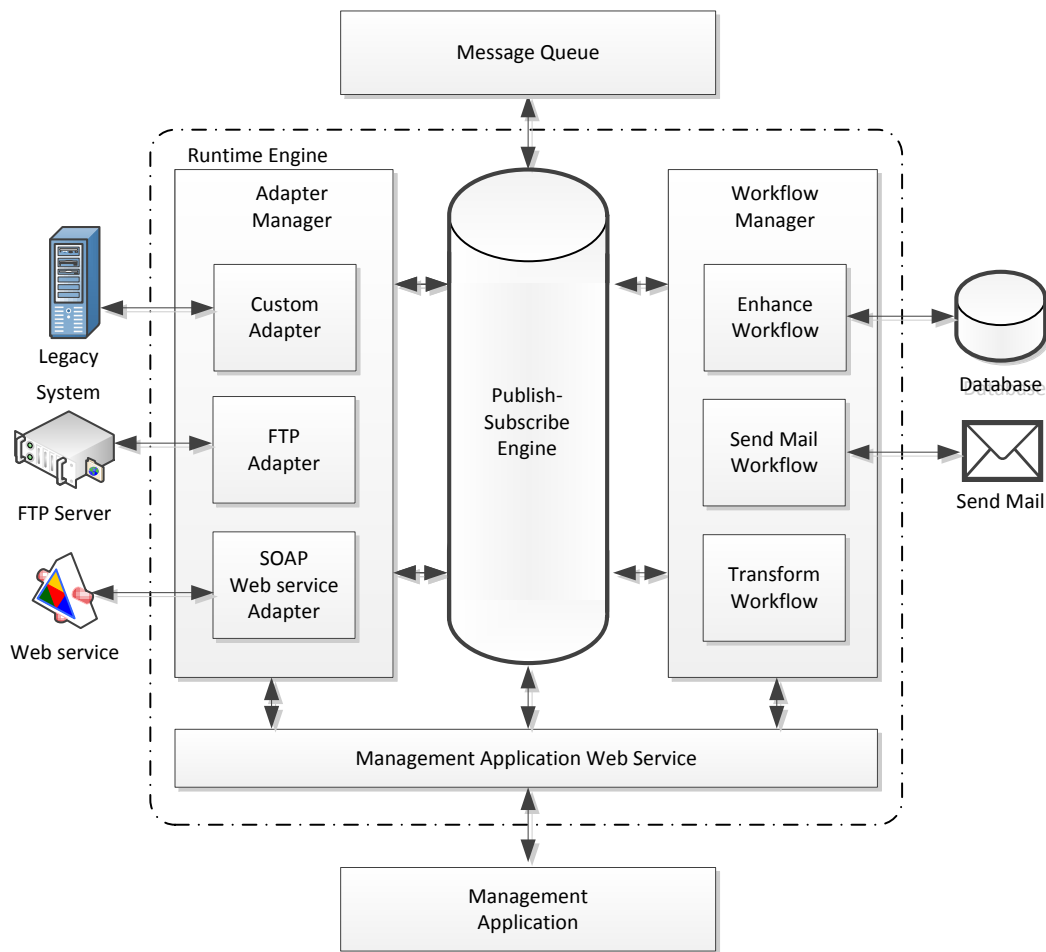 Message Queue
Runtime Engine
Adapter
Manager
Workflow
Manager
Custom
Adapter
Enhance
Workflow
Legacy
System
Database
Publish-
Subscribe
Engine
FTP
Adapter
Send Mail
Workflow
FTP Server
Send Mail
SOAP
Web service
Adapter
Transform
Workflow
Web service
Management Application Web Service
Management
Application